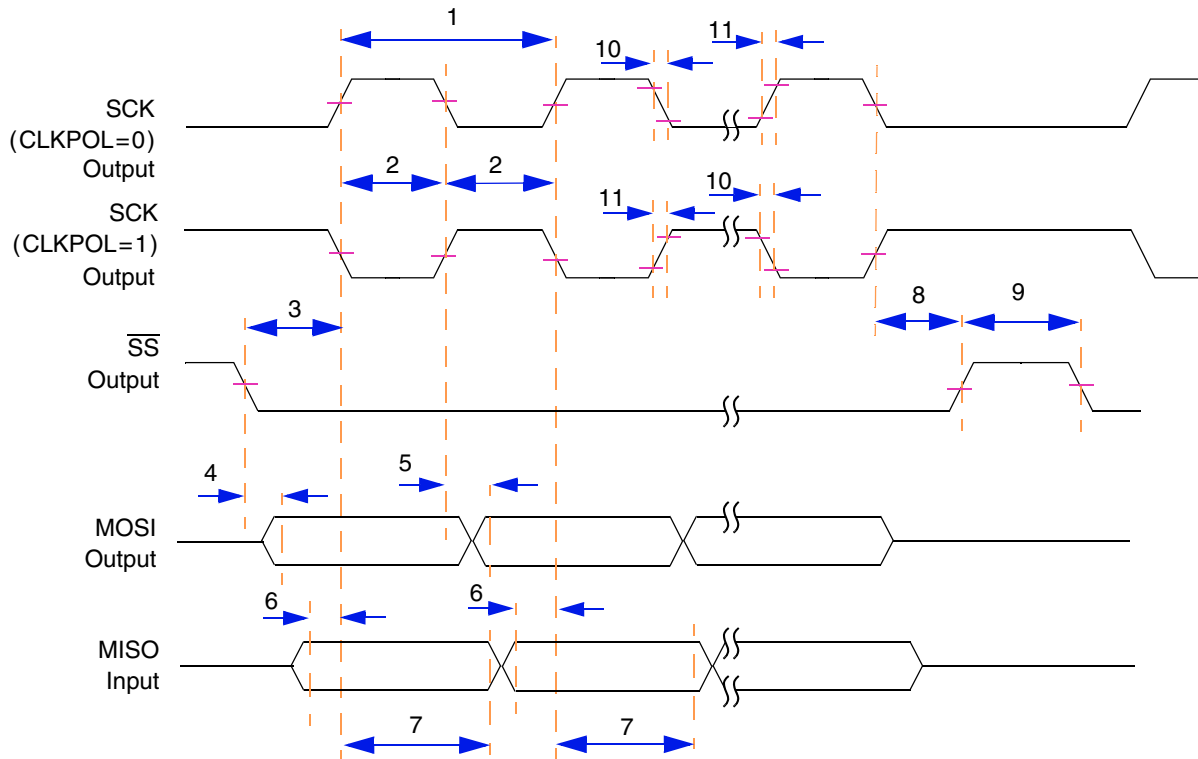 1
10
11
SCK
(CLKPOL=0)
Output
2
2
SCK
(CLKPOL=1)
Output
11
10
3
8
9
SS
Output
4
5
MOSI
Output
6
6
MISO
Input
7
7